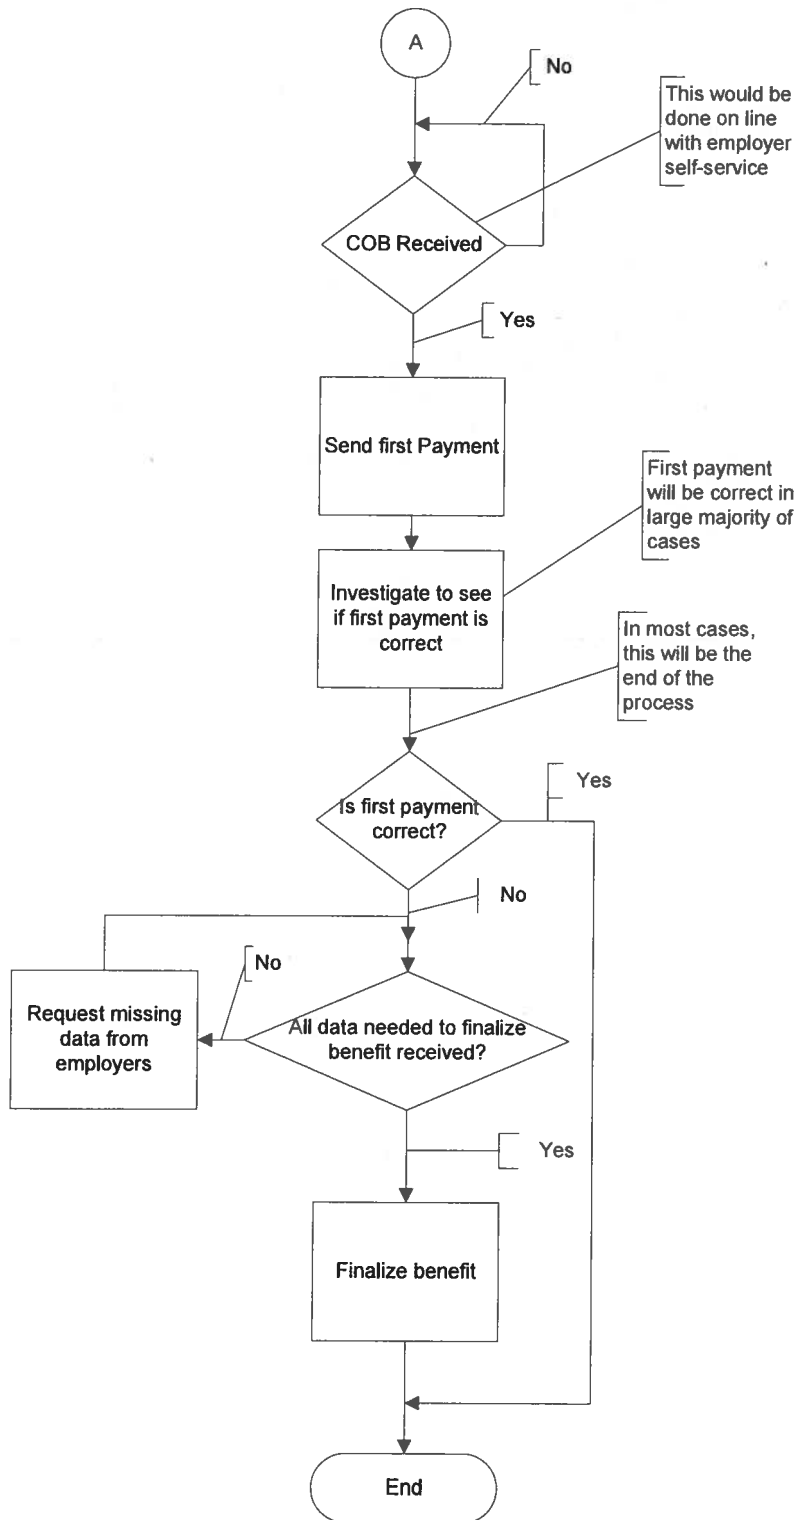 A
No
This would be
done on line
with employer
self-service
COB Received
Yes
Send first Payment
First payment
will be correct in
large majority of
cases
Investigate to see
if first payment is
correct
In most cases,
this will be the
end of the
process
Yes
Is first payment
correct?
No
No
Request missing
data from
employers
All data needed to finalize
benefit received?
Yes
Finalize benefit
End